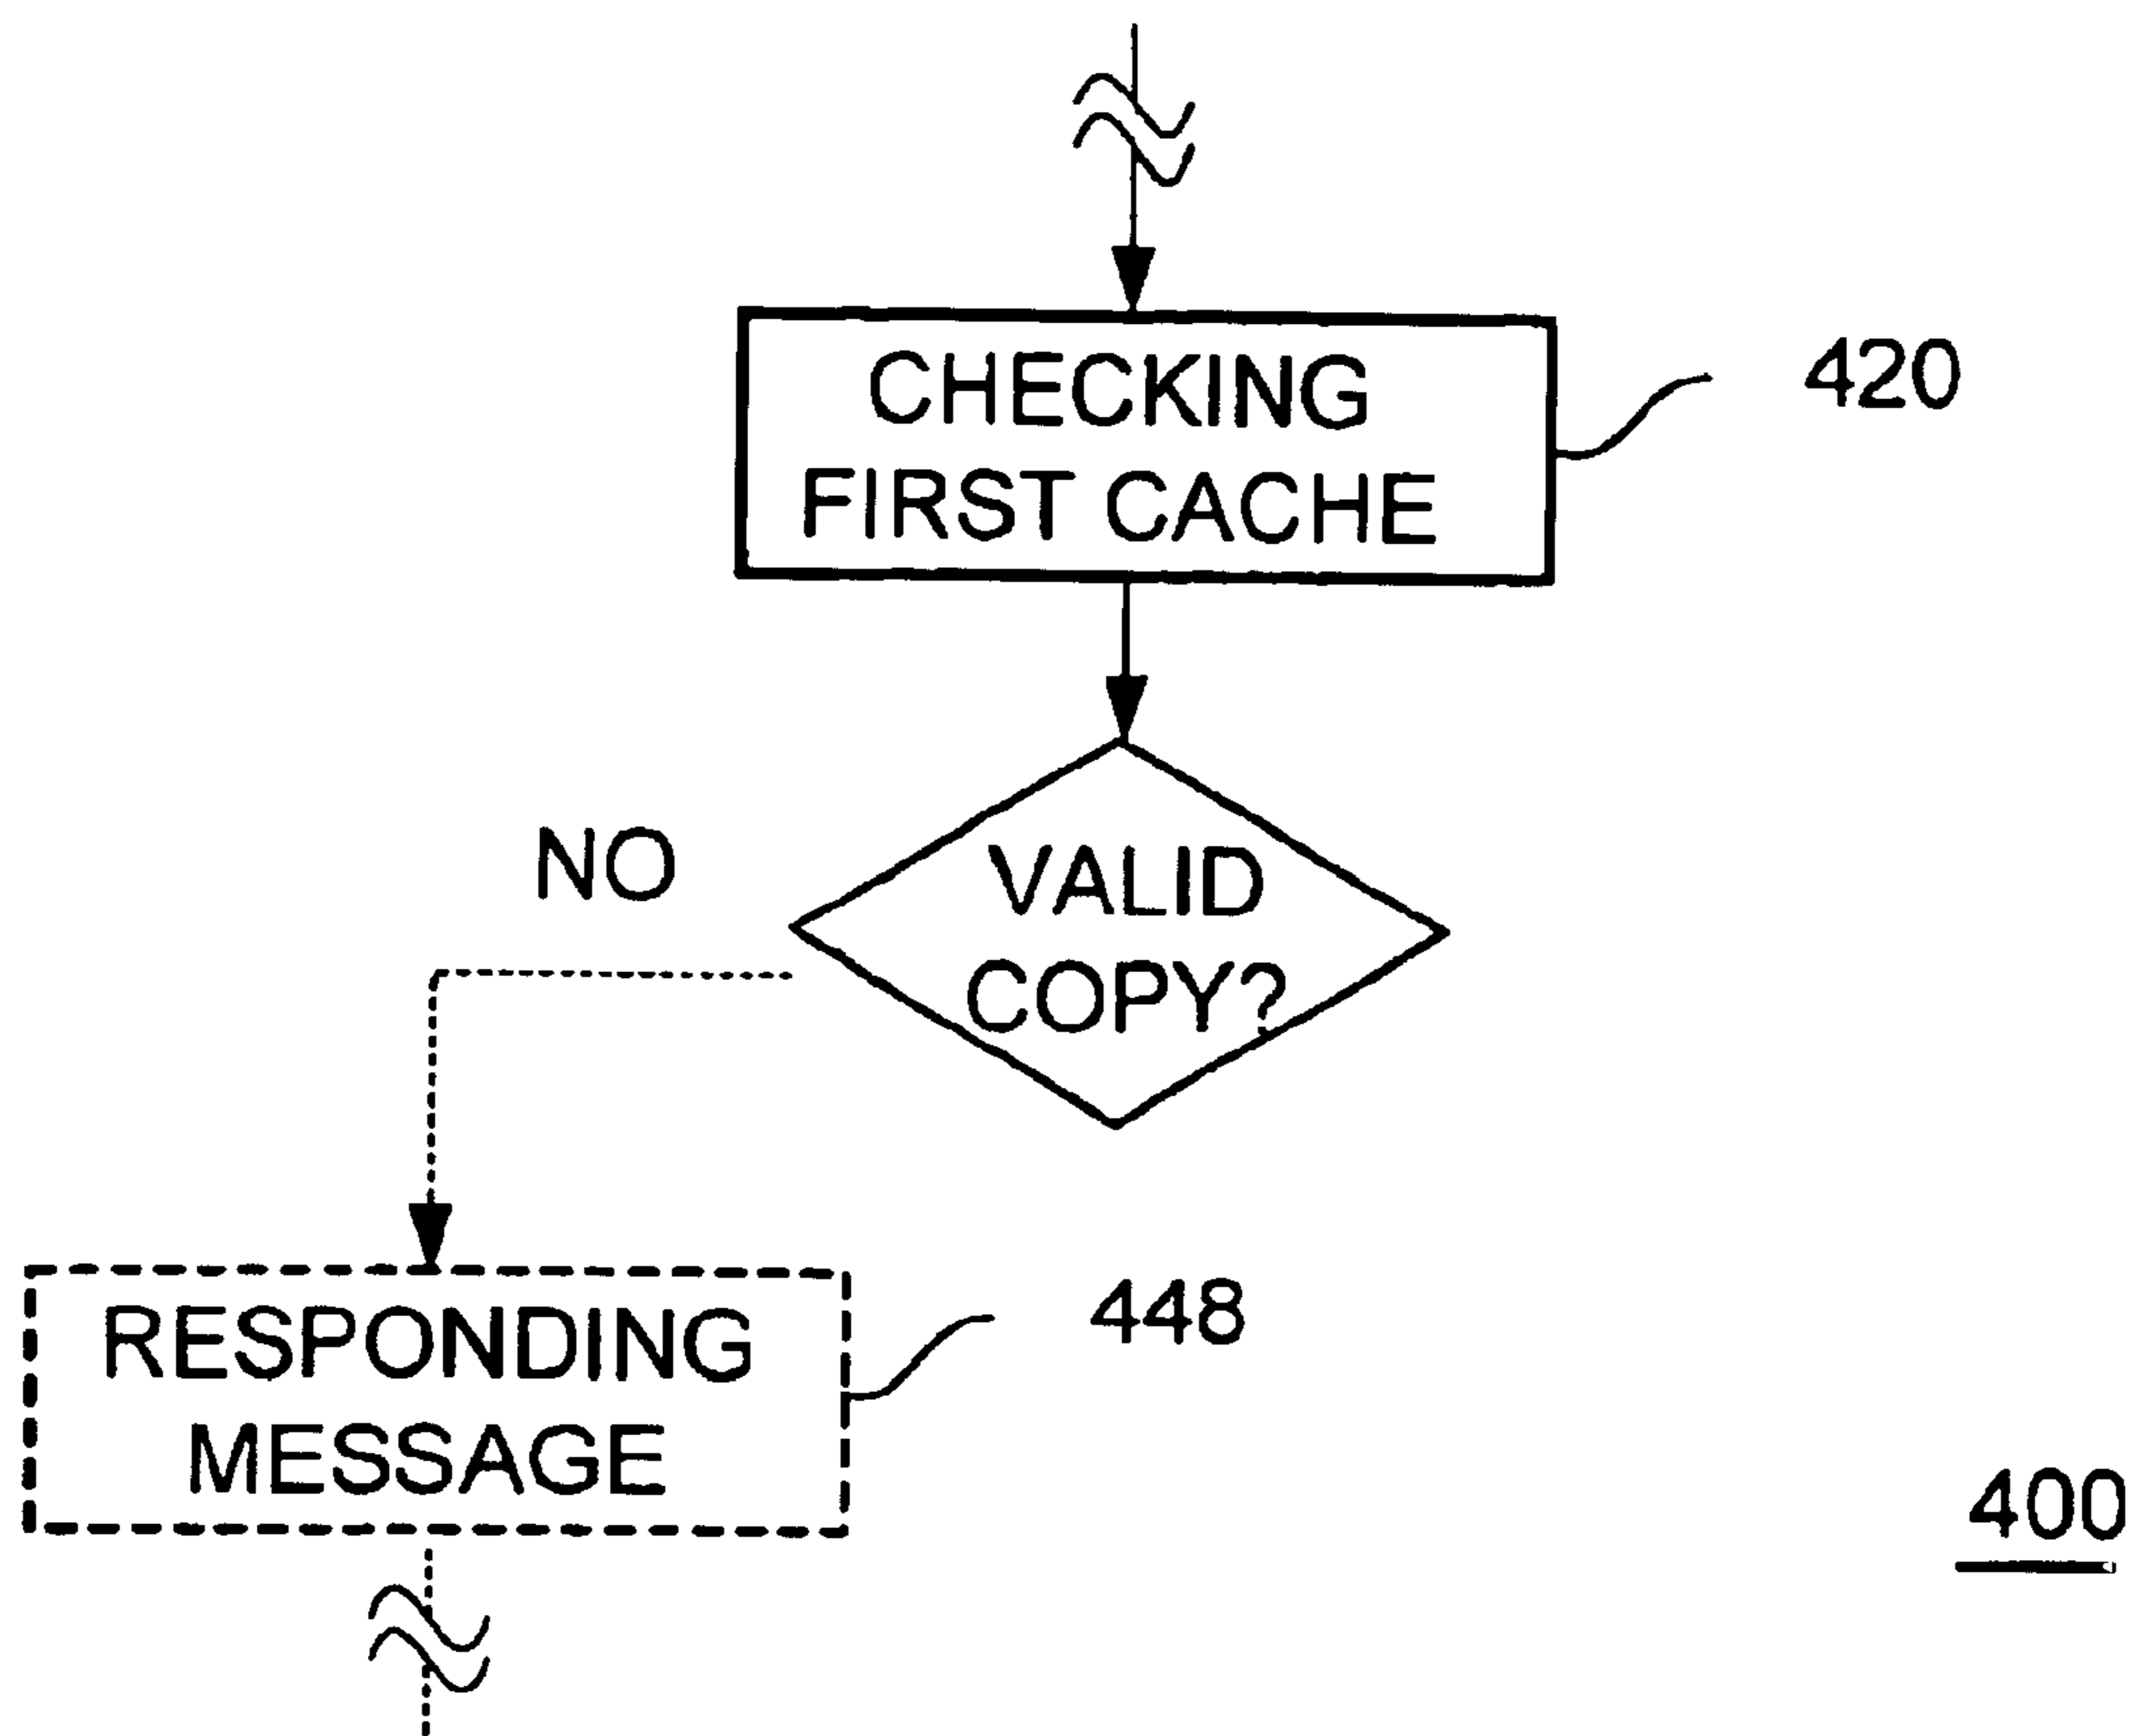 CHECKING
FIRST CACHE
420
VALID
COPY?
NO
RESPONDING
MESSAGE
448
400